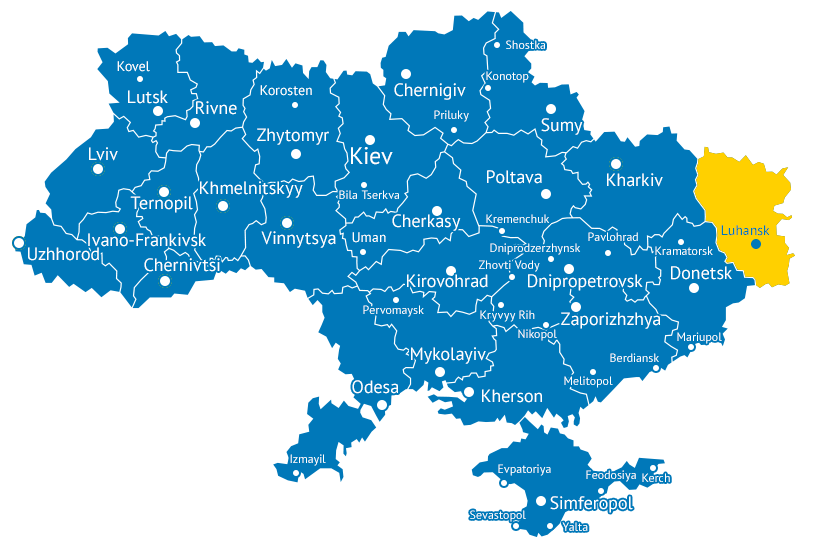 Shostka
Kovel
Konotop
Korosten
Chernigiv
Lutsk
Rivne
Priluky
Sumy
Zhytomyr
Kiev
Lviv
Poltava
Kharkiv
Khmelnitskyy
Bila Tserkva
Ternopil
Cherkasy
Kremenchuk
Luhansk
Ivano-Frankivsk
Vinnytsya
Uman
Pavlohrad
Dniprodzerzhynsk
Kramatorsk
Uzhhorod
Chernivtsi
Zhovti Vody
Donetsk
Kirovohrad
Dnipropetrovsk
Pervomaysk
Kryvyy Rih
Zaporizhzhya
Nikopol
Mariupol
Mykolayiv
Berdiansk
Odesa
Melitopol
Kherson
Izmayil
Evpatoriya
Feodosiya
Kerch
Simferopol
Sevastopol
Yalta